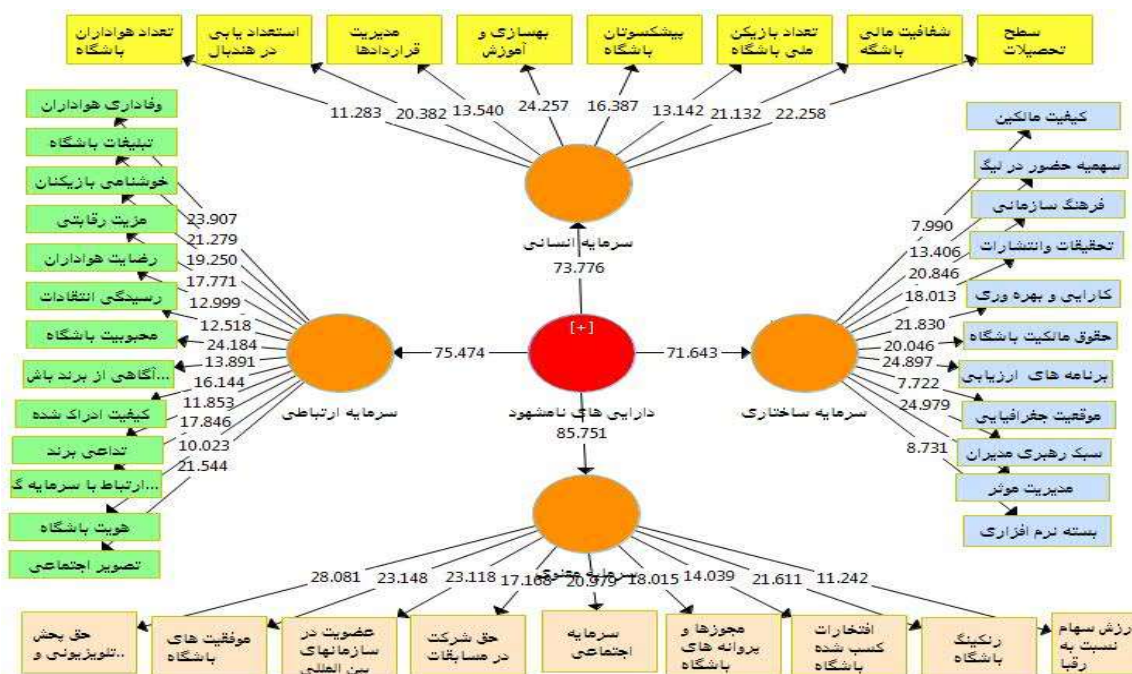 تعداد هواداران
باشگاه
استعداد یابی
در هندبال
مدیریت
قراردادها
بهسازی و
آموزش
پیشکسوتان
باشگاه
تعداد بازیکن
ملی باشگاه
شفافیت مالی
باشگه
سطح
تحصیلات
11.283
20.382
13.540
24.257
16.387
13.142
21.132
22.258
سرمایه انسانی
73.776
وفاداری هواداران
تبلیغات باشگاه
خوشنامی بازیکنان
مزیت رقابتی
رضایت هواداران
رسیدگی انتقادات
محبوبیت باشگاه
آگاهی از برند باش...
کیفیت ادراک شده
تداعی برند
ارتباط با سرمایه گ...
هویت باشگاه
تصویر اجتماعی
23.907
21.279
19.250
17.771
12.999
12.518
24.184
13.891
16.144
11.853
17.846
10.023
21.544
سرمایه ارتباطی
75.474
[+]
دارایی های نامشهود
71.643
سرمایه ساختاری
7.990
13.406
20.846
18.013
21.830
20.046
24.897
7.722
24.979
8.731
کیفیت مالکین
سهمیه حضور در لیگ
فرهنگ سازمانی
تحقیقات وانتشارات
کارایی و بهره وری
حقوق مالکیت باشگاه
برنامه های ارزیابی
موقعیت جغرافیایی
سبک رهبری مدیران
مدیریت موثر
بسته نرم افزاری
85.751
سرمایه معنوی
28.081
23.148
23.118
17.168
20.979
18.015
14.039
21.611
11.242
حق پخش
تلویزیونی و..
موفقیت های
باشگاه
عضویت در
سازمانهای
بین المللی
حق شرکت
در مسابقات
سرمایه
اجتماعی
مجوزها و
پروانه های
باشگاه
افتخارات
کسب شده
باشگاه
رنکینگ
باشگاه
ارزش سهام
نسبت به
رقبا